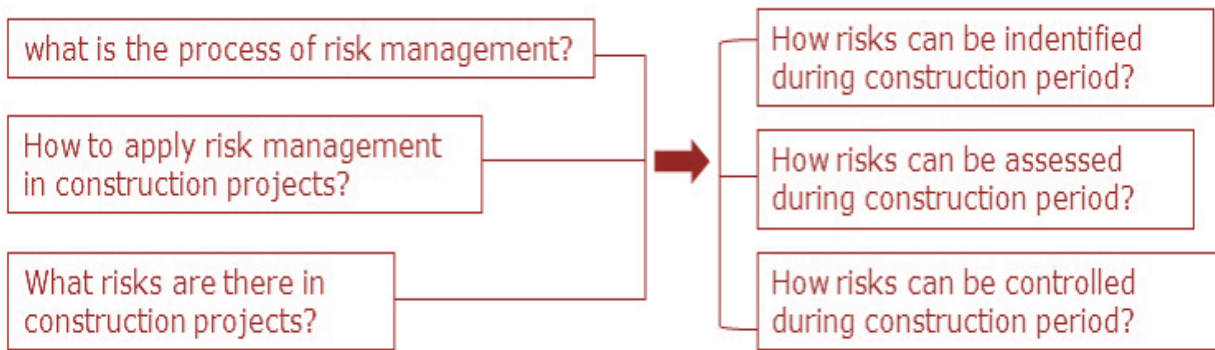 what is the process of risk management?
How to apply risk management
in construction projects?
What risks are there in
construction projects?
How risks can be indentified
during construction period?
How risks can be assessed
during construction period?
How risks can be controlled
during construction period?